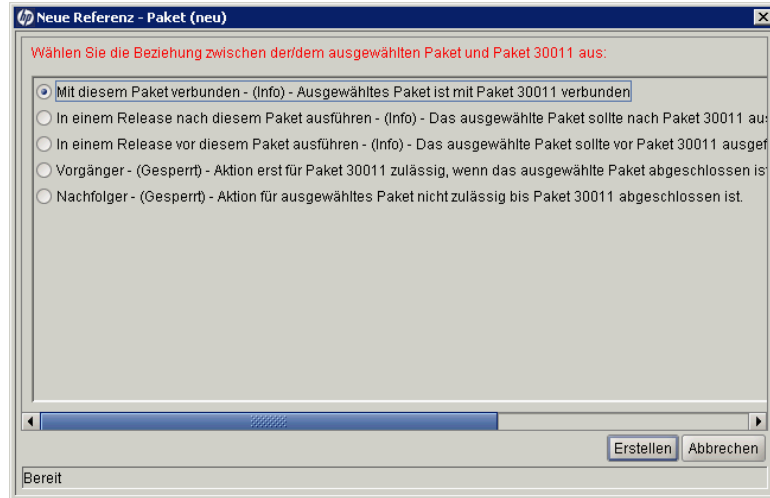 hp Neue Referenz - Paket (neu)
Wählen Sie die Beziehung zwischen der/dem ausgewählten Paket und Paket 30011 aus:
Mit diesem Paket verbunden - (Info) - Ausgewähltes Paket ist mit Paket 30011 verbunden
In einem Release nach diesem Paket ausführen - (Info) - Das ausgewählte Paket sollte nach Paket 30011
In einem Release vor diesem Paket ausführen - (Info) - Das ausgewählte Paket sollte vor Paket 30011
Vorgänger - (Gesperrt) - Aktion erst für Paket 30011 zulässig, wenn das ausgewählte Paket abgeschlossen
Nachfolger - (Gesperrt) - Aktion für ausgewähltes Paket nicht zulässig bis Paket 30011 abgeschlossen ist.
Erstellen Abbrechen
Bereit